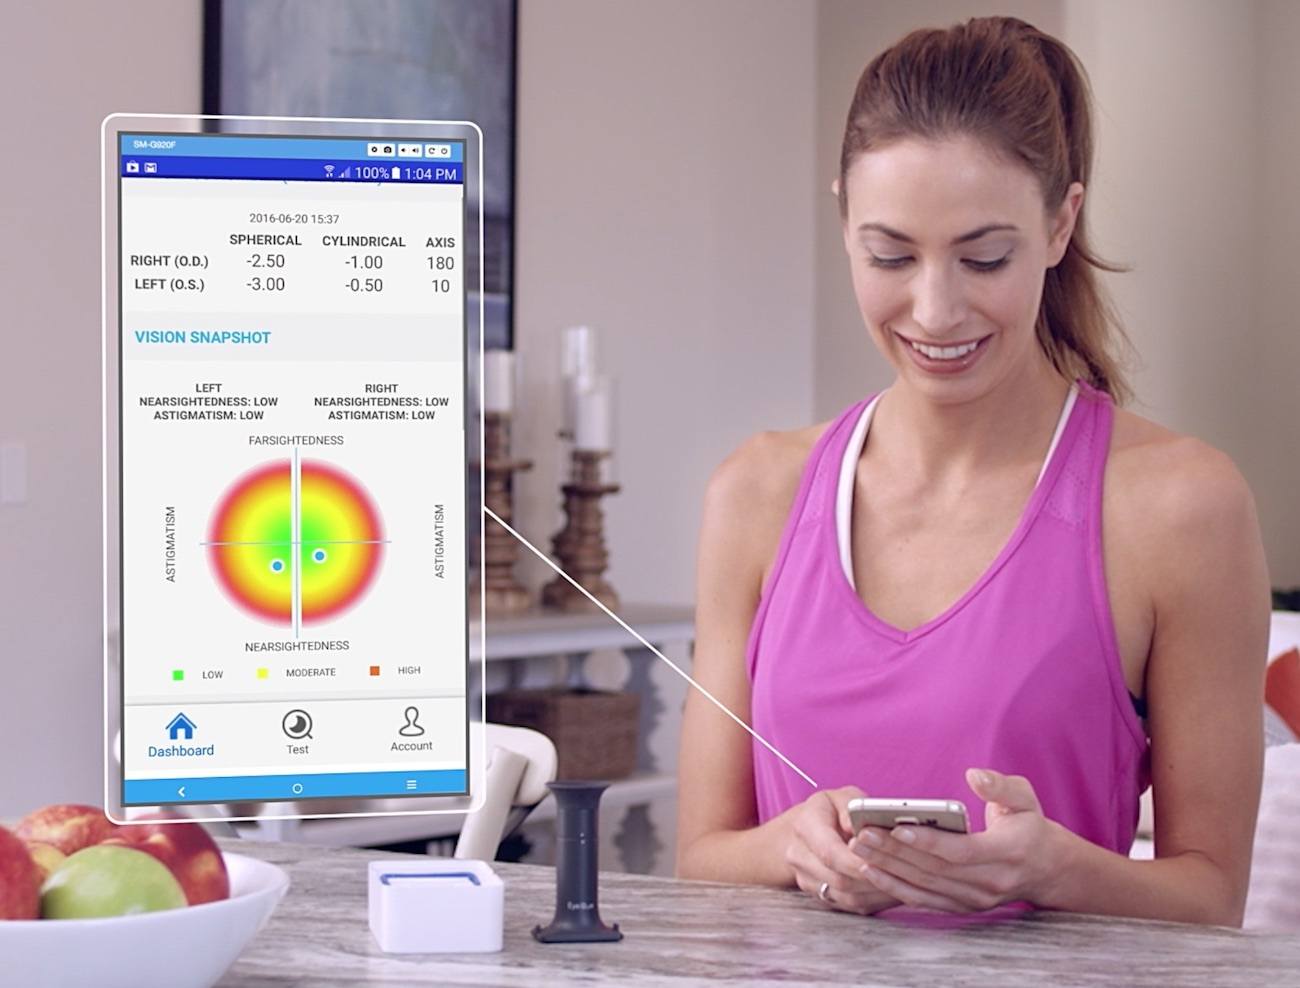 SM-G920F
100% 1:04 PM
2016-06-20 15:37
SPHERICAL CYLINDRICAL AXIS
RIGHT (O.D.) -2.50 -1.00 180
LEFT (O.S.) -3.00 -0.50 10
VISION SNAPSHOT
LEFT
NEARSIGHTEDNESS: LOW
ASTIGMATISM: LOW
RIGHT
NEARSIGHTEDNESS: LOW
ASTIGMATISM: LOW
FARSIGHTEDNESS
ASTIGMATISM
ASTIGMATISM
NEARSIGHTEDNESS
LOW MODERATE HIGH
Dashboard Test Account